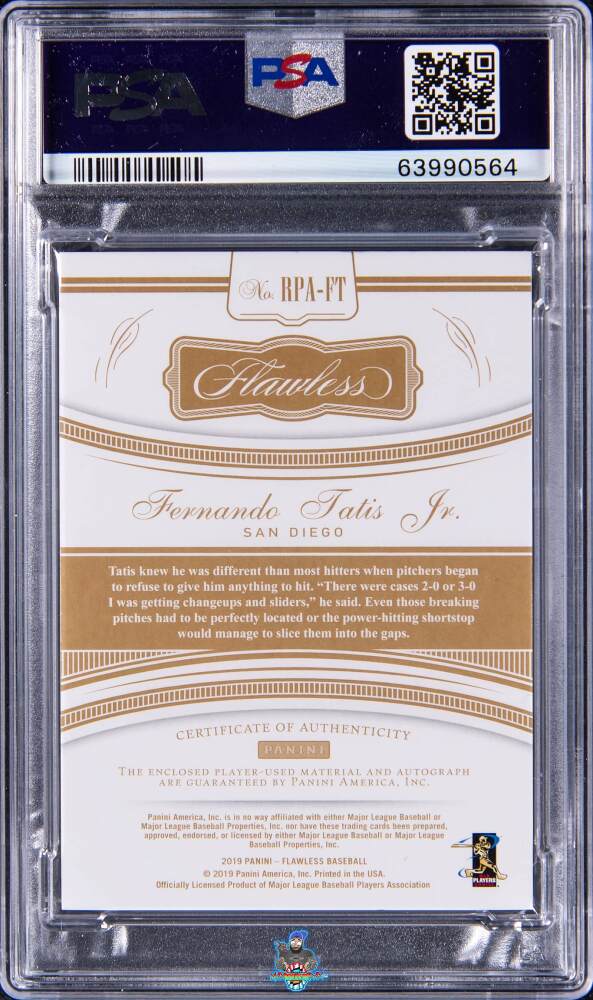 PSA
PSA
63990564
No. RPA-FT
Flawless
Fernando Tatis Jr.
SAN DIEGO
Tatis knew he was different than most hitters when pitchers began
to refuse to give him anything to hit. “There were cases 2-0 or 3-0
I was getting changeups and sliders,” he said. Even those breaking
pitches had to be perfectly located or the power-hitting shortstop
would manage to slice them into the gaps.
CERTIFICATE OF AUTHENTICITY
PANINI
THE ENCLOSED PLAYER-USED MATERIAL AND AUTOGRAPH
ARE GUARANTEED BY PANINI AMERICA, INC.
Panini America, Inc. is in no way affiliated with either Major League Baseball or
Major League Baseball Properties, Inc. nor have these trading cards been prepared,
approved, endorsed, or licensed by either Major League Baseball or Major League
Baseball Properties, Inc.
2019 PANINI – FLAWLESS BASEBALL
© 2019 Panini America, Inc. Printed in the USA.
Officially Licensed Product of Major League Baseball Players Association
PLAYERS